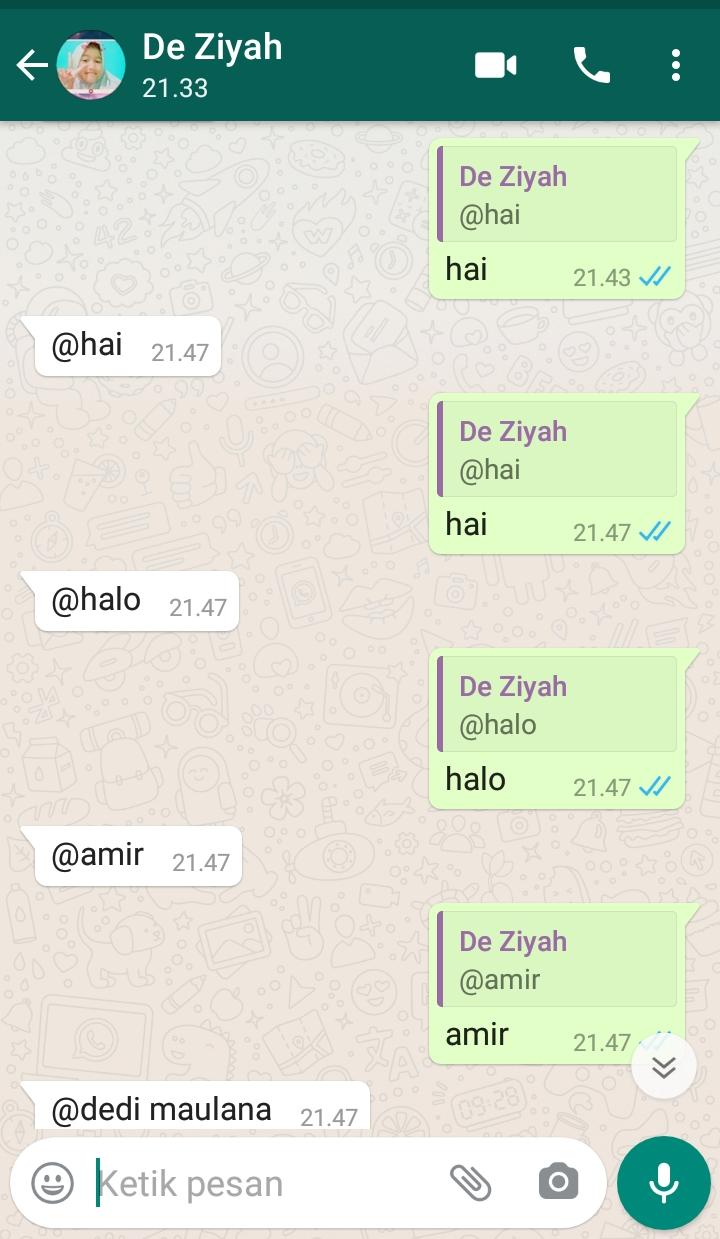 De Ziyah
21.33
De Ziyah
@hai
hai 21.43
@hai 21.47
De Ziyah
@hai
hai 21.47
@halo 21.47
De Ziyah
@halo
halo 21.47
@amir 21.47
De Ziyah
@amir
amir 21.47
@dedi maulana 21.47
Ketik pesan